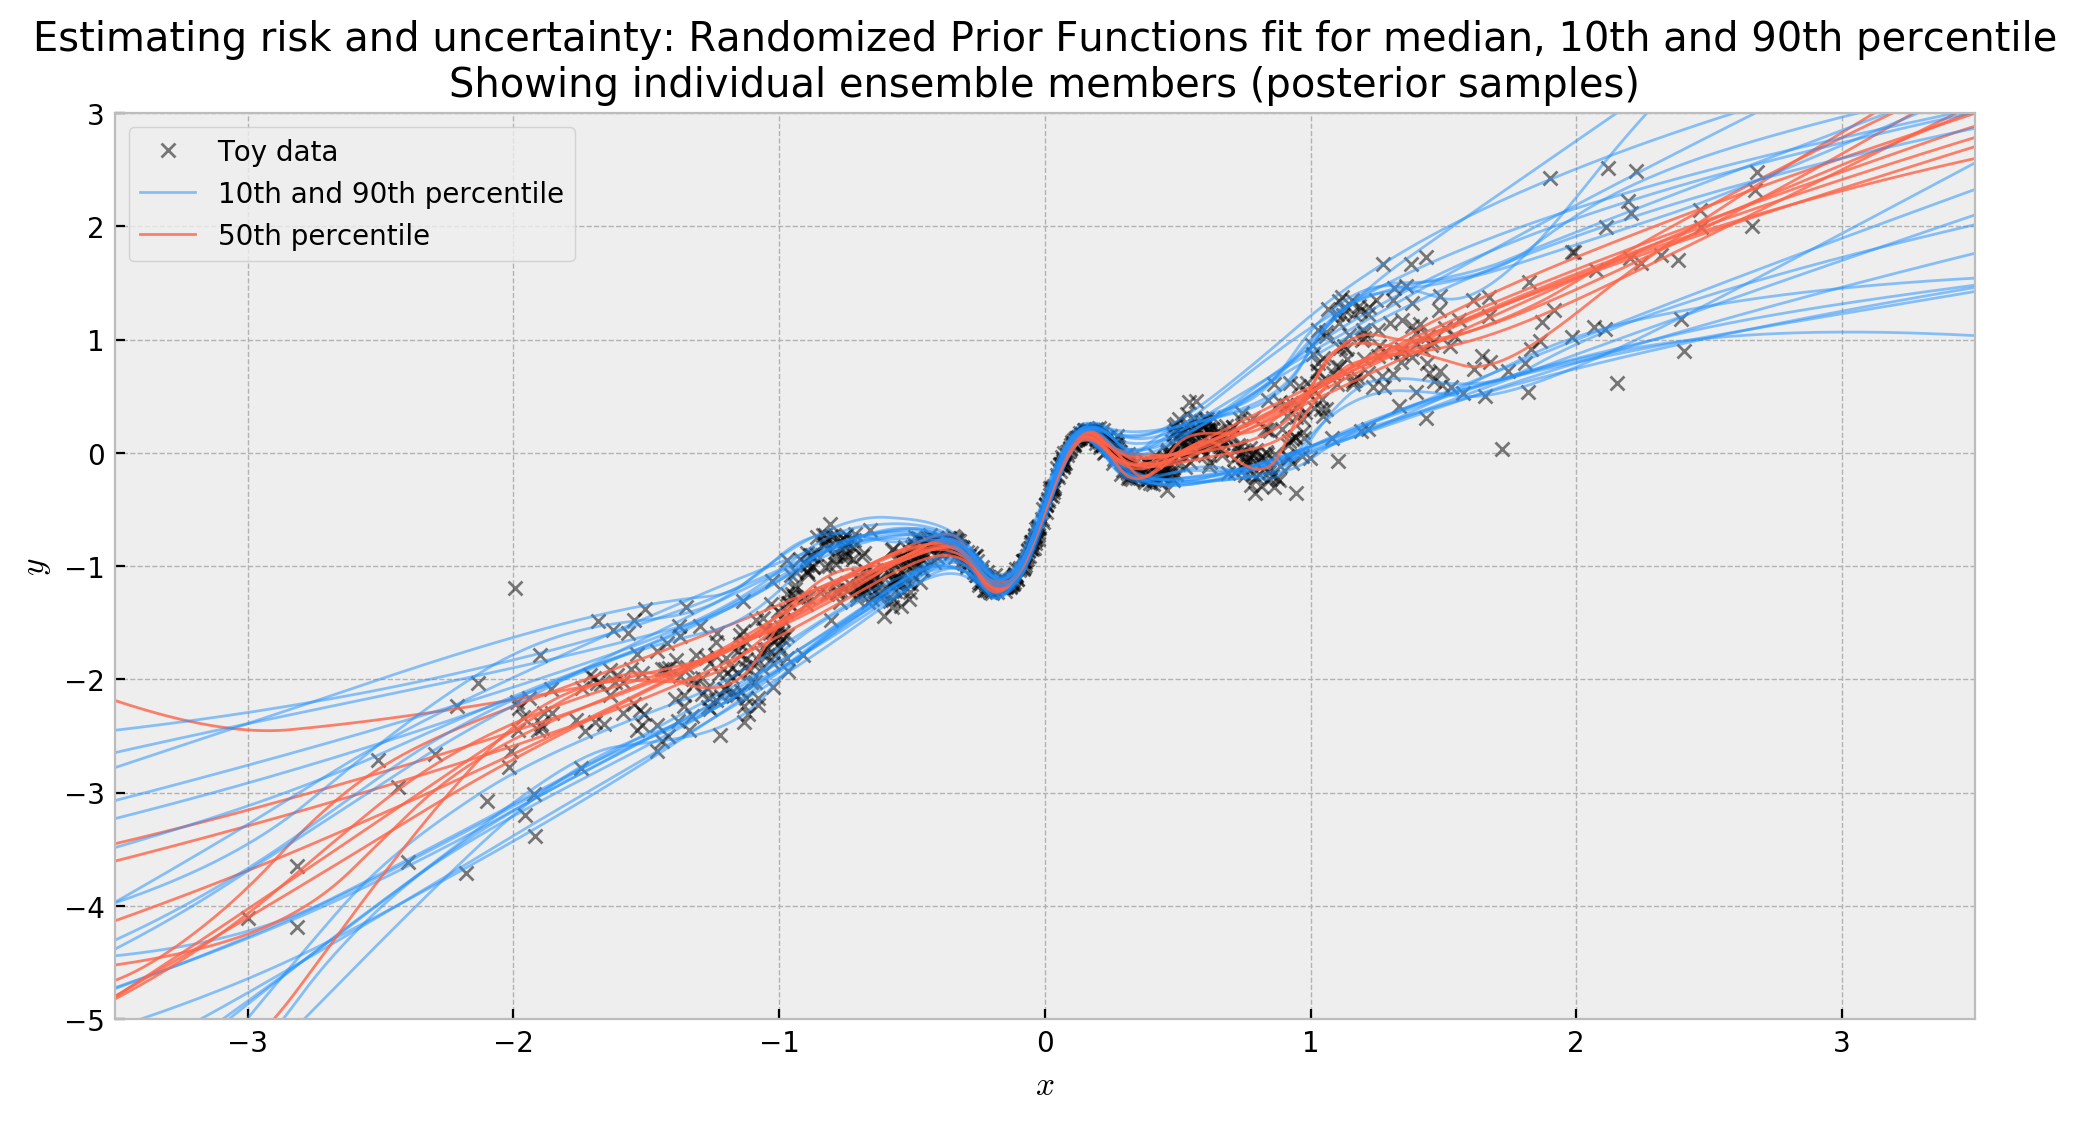 Estimating risk and uncertainty: Randomized Prior Functions fit for median, 10th and 90th percentile
Showing individual ensemble members (posterior samples)
Toy data
10th and 90th percentile
50th percentile
3
2
1
0
−1
−2
−3
−4
−5
y
−3 −2 −1 0 1 2 3
x